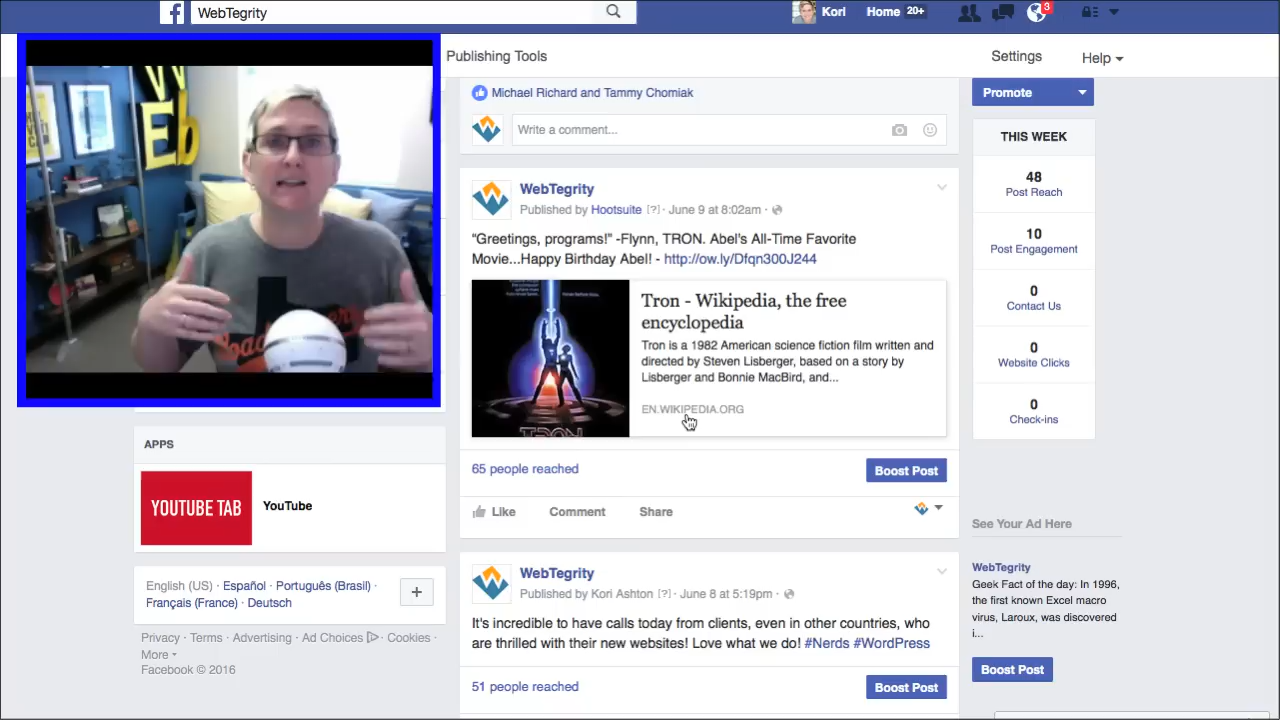 WebTegrity
Kori
Home 20+
3
Publishing Tools
Settings
Help
Michael Richard and Tammy Chomiak
Write a comment...
WebTegrity
Published by Hootsuite [?] · June 9 at 8:02am ·
“Greetings, programs!” -Flynn, TRON. Abel's All-Time Favorite
Movie...Happy Birthday Abel! - http://ow.ly/Dfqn300J244
Tron - Wikipedia, the free
encyclopedia
Tron is a 1982 American science fiction film written and
directed by Steven Lisberger, based on a story by
Lisberger and Bonnie MacBird, and...
EN.WIKIPEDIA.ORG
TRON
65 people reached
Boost Post
Like
Comment
Share
WebTegrity
Published by Kori Ashton [?] · June 8 at 5:19pm ·
It's incredible to have calls today from clients, even in other countries, who
are thrilled with their new websites! Love what we do! #Nerds #WordPress
51 people reached
Boost Post
Promote
THIS WEEK
48
Post Reach
10
Post Engagement
0
Contact Us
0
Website Clicks
0
Check-ins
See Your Ad Here
WebTegrity
Geek Fact of the day: In 1996,
the first known Excel macro
virus, Laroux, was discovered
i...
Boost Post
WEb
APPS
YOUTUBE TAB
YouTube
English (US) · Español · Português (Brasil) ·
Français (France) · Deutsch
Privacy · Terms · Advertising · Ad Choices · Cookies ·
More
Facebook © 2016